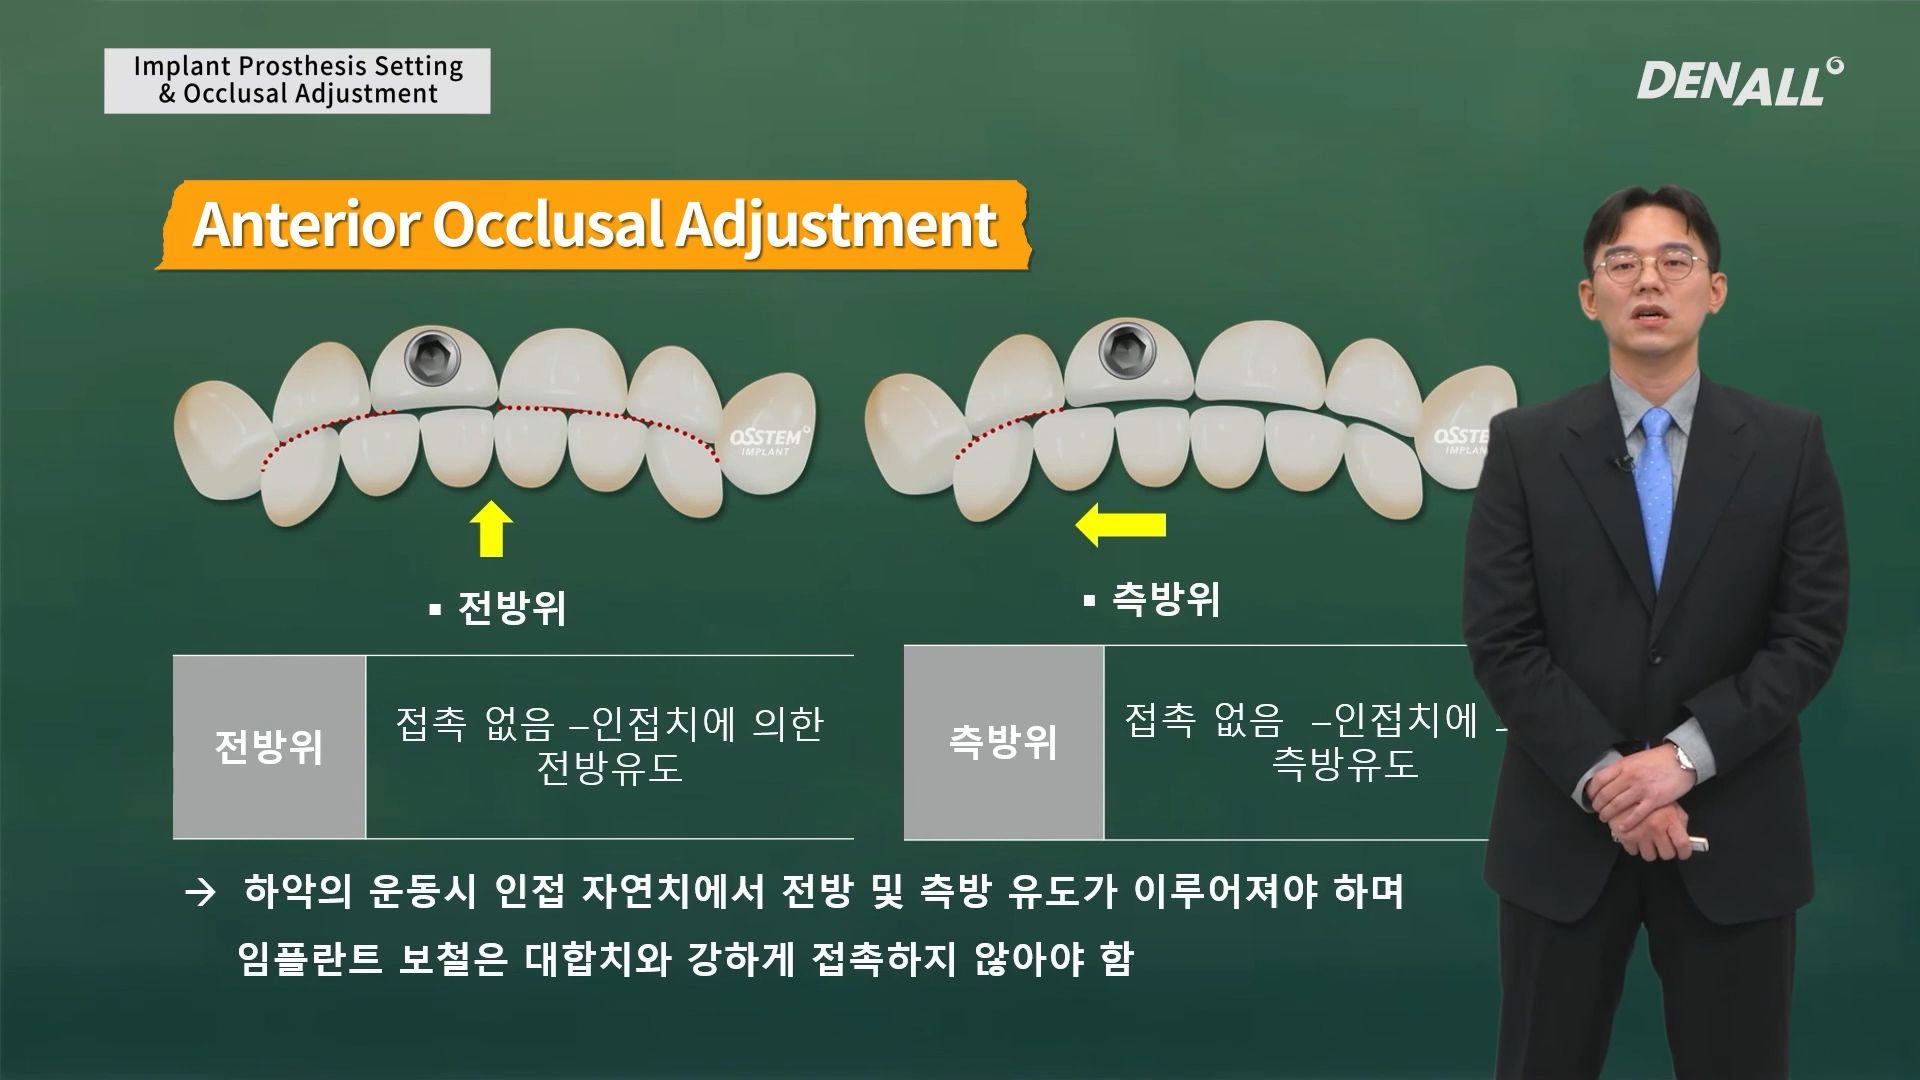 Implant Prosthesis Setting
& Occlusal Adjustment
DENALL
Anterior Occlusal Adjustment
OSSTEM
IMPLANT
▪ 전방위
▪ 측방위
전방위
접촉 없음 –인접치에 의한
전방유도
측방위
접촉 없음 –인접치에
측방유도
→ 하악의 운동시 인접 자연치에서 전방 및 측방 유도가 이루어져야 하며
임플란트 보철은 대합치와 강하게 접촉하지 않아야 함